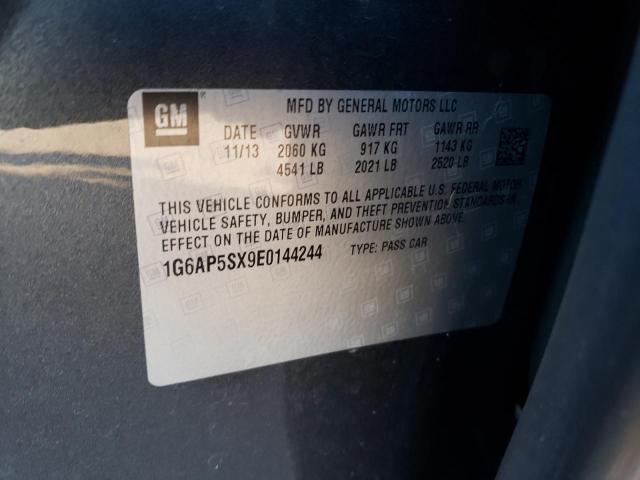 GM
MFD BY GENERAL MOTORS LLC
DATE GVWR GAWR FRT GAWR RR
11/13 2060 KG 917 KG 1143 KG
4541 LB 2021 LB 2520 LB
THIS VEHICLE CONFORMS TO ALL APPLICABLE U.S. FEDERAL MOTOR
VEHICLE SAFETY, BUMPER, AND THEFT PREVENTION STANDARDS IN
EFFECT ON THE DATE OF MANUFACTURE SHOWN ABOVE.
1G6AP5SX9E0144244 TYPE: PASS CAR